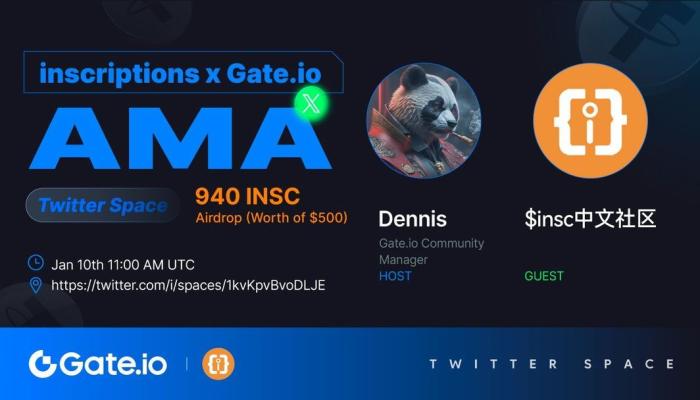 inscriptions x Gate.io
AMA
Twitter Space
940 INSC
Airdrop (Worth of $500)
Jan 10th 11:00 AM UTC
https://twitter.com/i/spaces/1kvKpvBvoDLJE
Dennis
Gate.io Community
Manager
HOST
$insc中文社区
GUEST
Gate.io
TWITTER SPACE